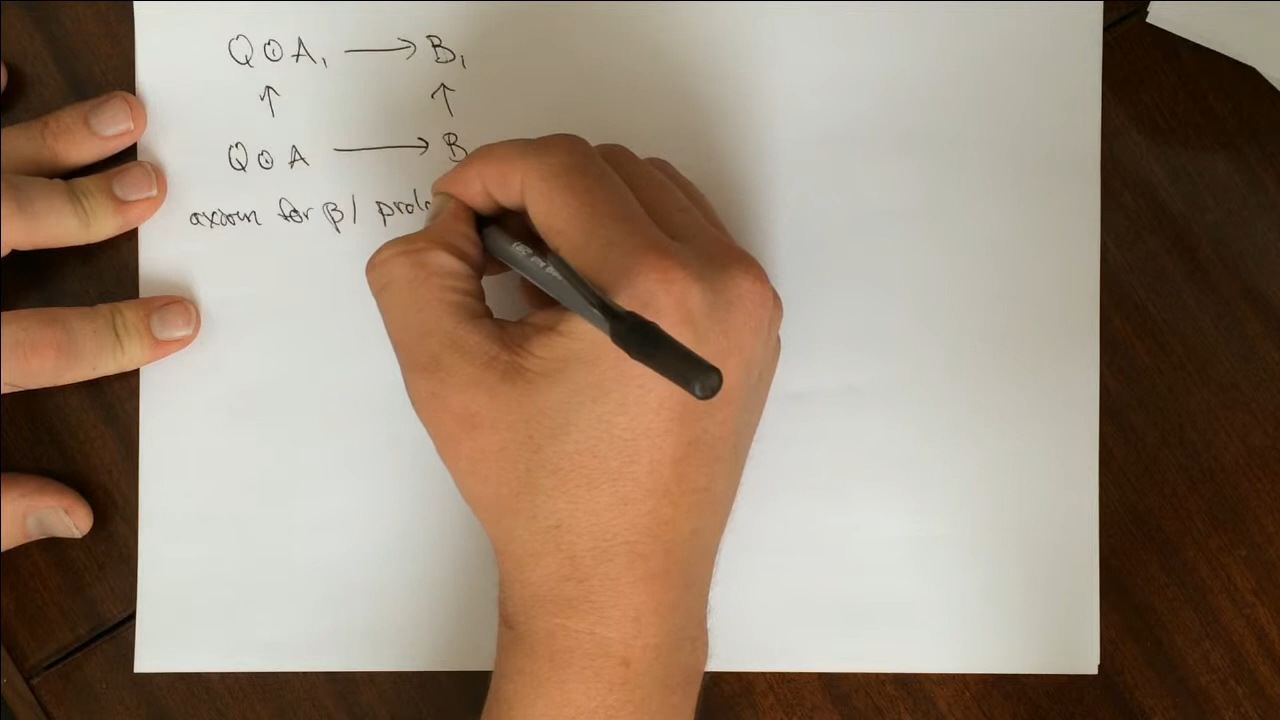 Q⊙A₁ ⟶ B₁
↑ ↑
Q⊙A ⟶ B
axiom for β/